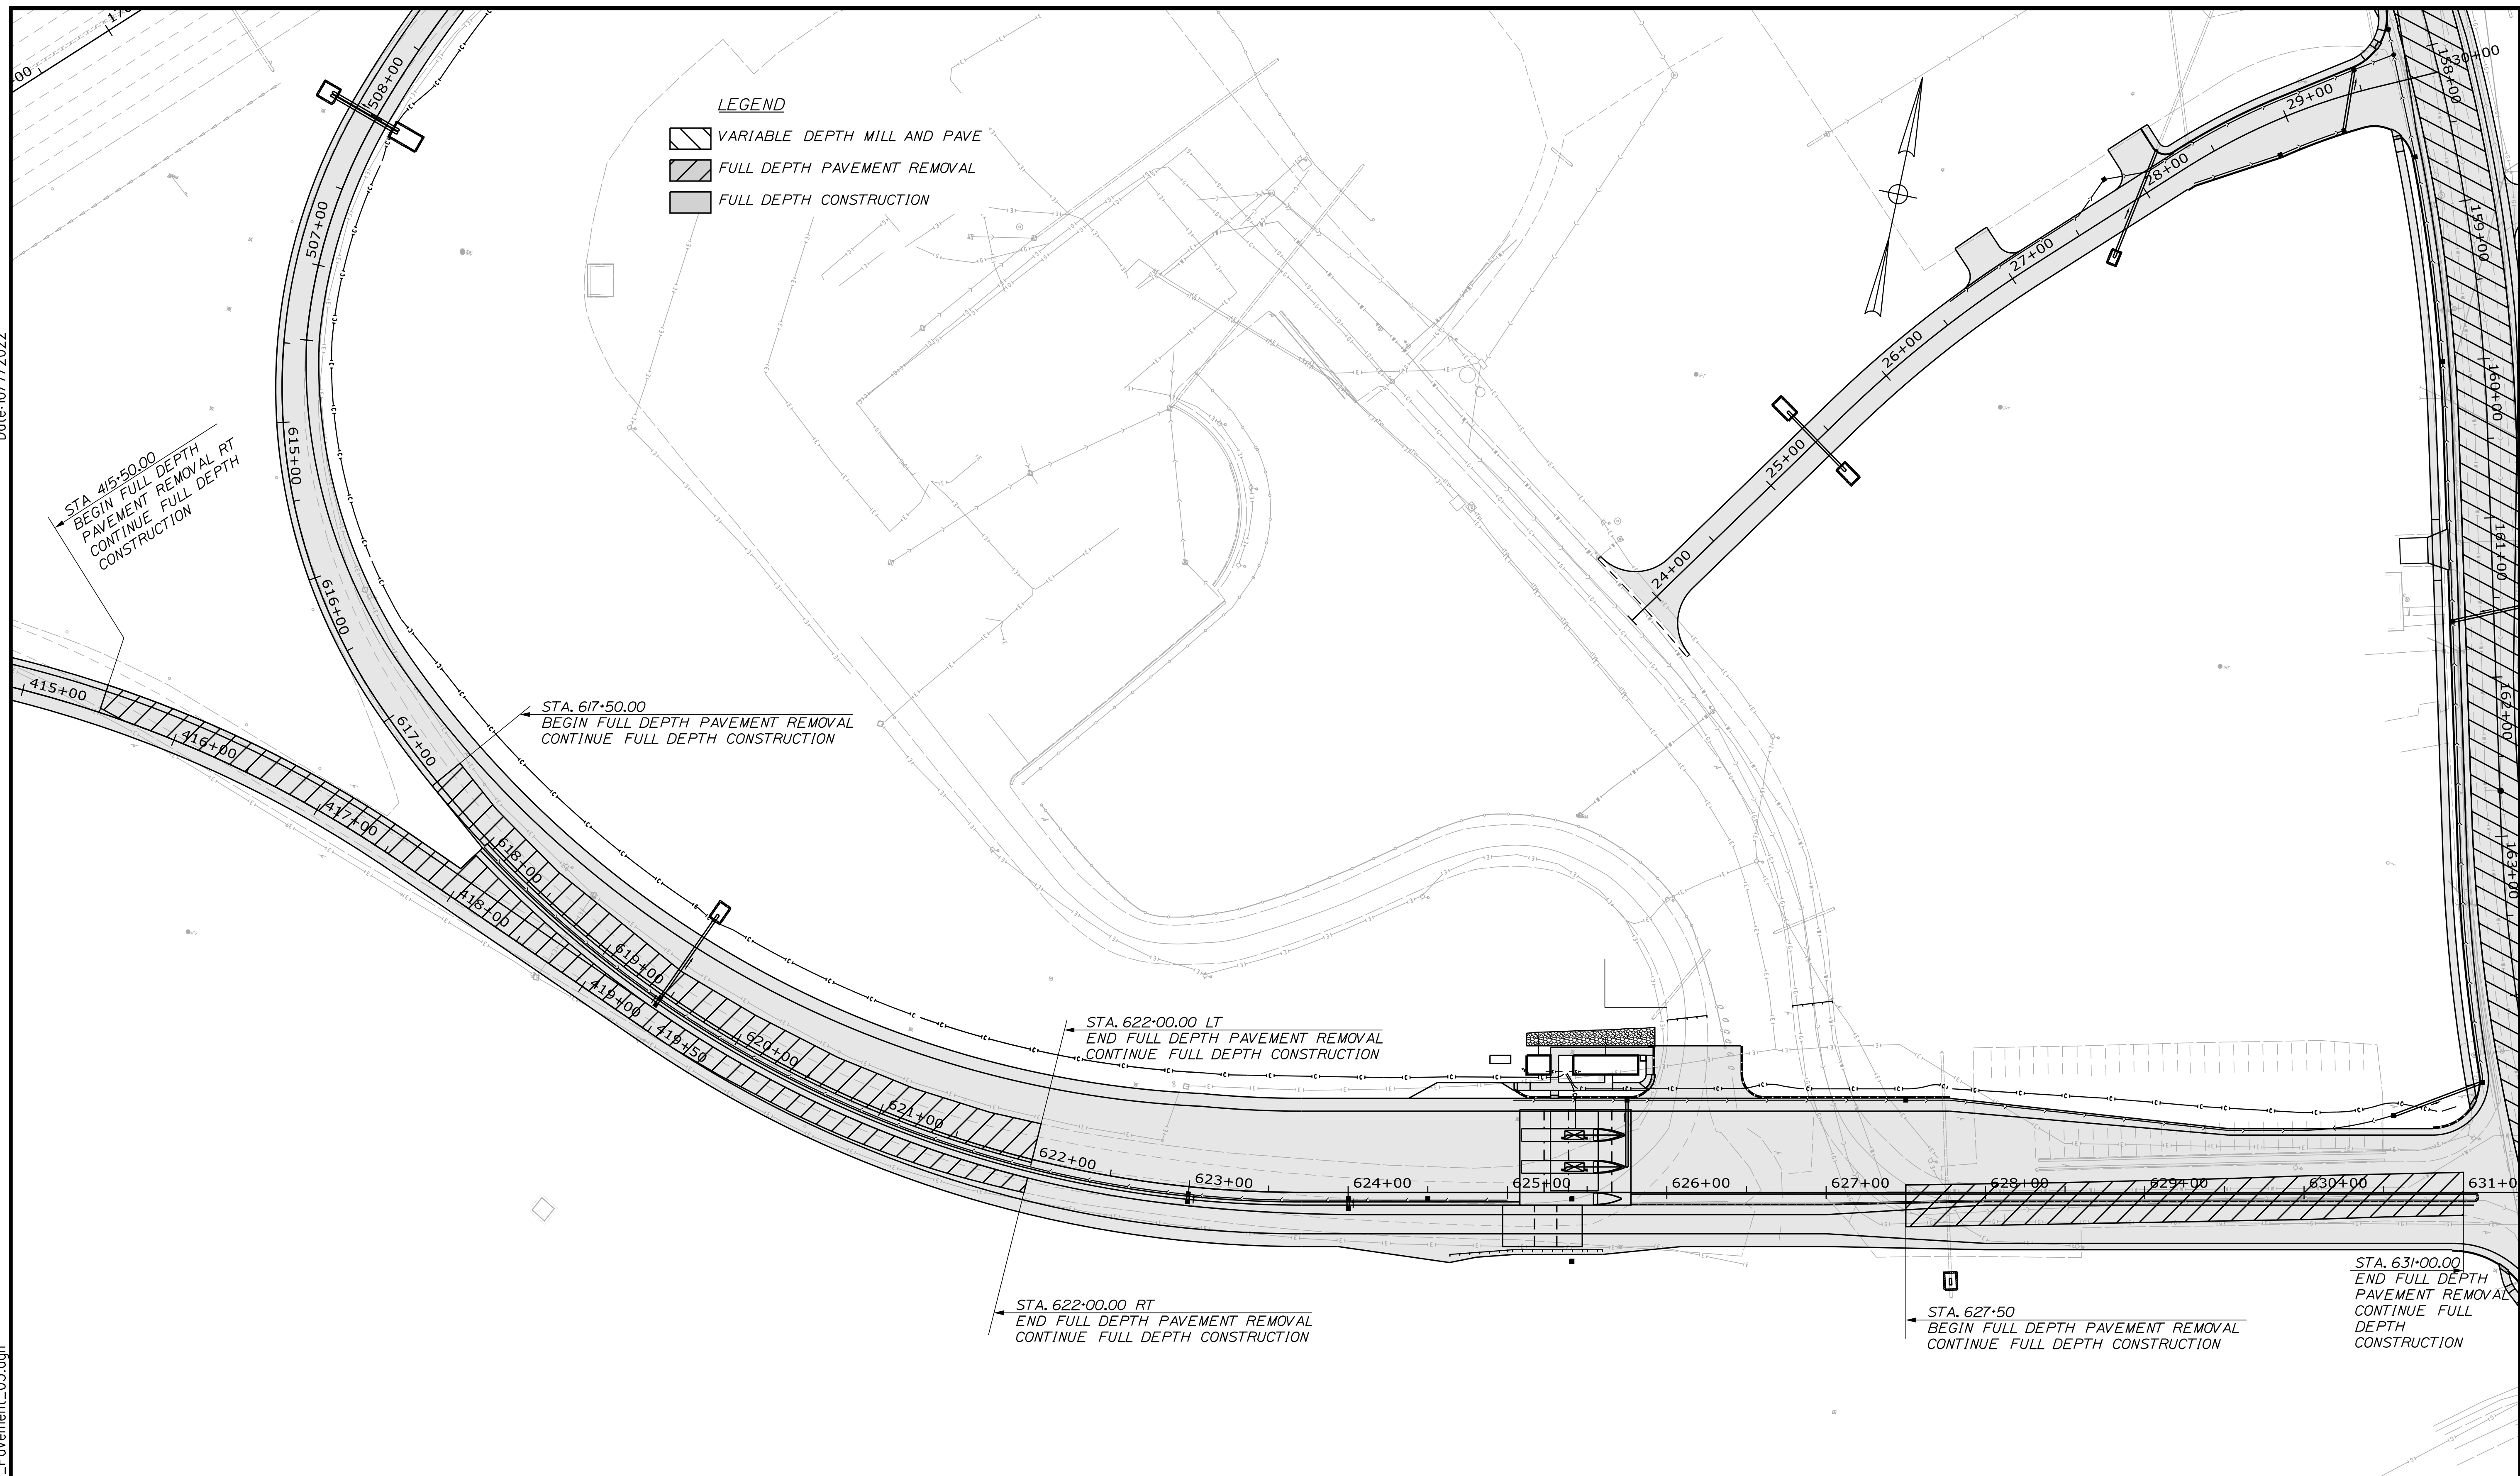 LEGEND
VARIABLE DEPTH MILL AND PAVE
FULL DEPTH PAVEMENT REMOVAL
FULL DEPTH CONSTRUCTION
508+00
507+00
615+00
616+00
617+00
618+00
619+00
620+00
621+00
622+00
623+00
624+00
625+00
626+00
627+00
628+00
629+00
630+00
415+00
416+00
417+00
418+00
419+00
419+50
24+00
25+00
26+00
27+00
28+00
29+00
158+00
159+00
160+00
161+00
162+00
163+00
STA. 415+50.00
BEGIN FULL DEPTH
PAVEMENT REMOVAL RT
CONTINUE FULL DEPTH
CONSTRUCTION
STA. 617+50.00
BEGIN FULL DEPTH PAVEMENT REMOVAL
CONTINUE FULL DEPTH CONSTRUCTION
STA. 622+00.00 LT
END FULL DEPTH PAVEMENT REMOVAL
CONTINUE FULL DEPTH CONSTRUCTION
STA. 622+00.00 RT
END FULL DEPTH PAVEMENT REMOVAL
CONTINUE FULL DEPTH CONSTRUCTION
STA. 627+50
BEGIN FULL DEPTH PAVEMENT REMOVAL
CONTINUE FULL DEPTH CONSTRUCTION
STA. 631+00.00
END FULL DEPTH
PAVEMENT REMOVAL
CONTINUE FULL
DEPTH
CONSTRUCTION